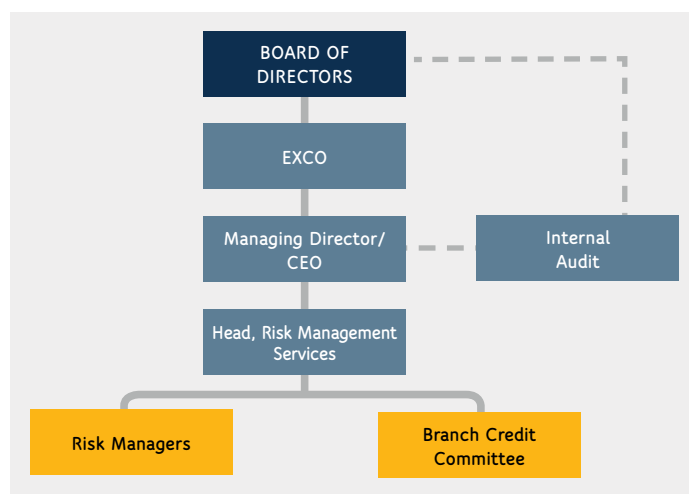 BOARD OF
DIRECTORS
EXCO
Managing Director/
CEO
Internal
Audit
Head, Risk Management
Services
Risk Managers
Branch Credit
Committee